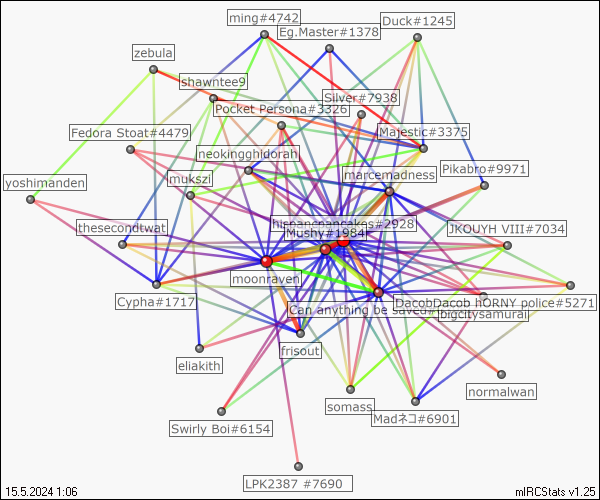 ming#4742
Duck#1245
Eg.Master#1378
zebula
shawntee9
Silver#7938
Pocket Persona#3326
Fedora Stoat#4479
Majestic#3375
neokingghidorah
Pikabro#9971
marcemadness
mukszi
yoshimanden
hispancpancakes#2928
thesecondtwat
JKOUYH VIII#7034
Mushy#1984
moonraven
Cypha#1717
DacobDacob hORNY police#5271
Can anything be saved#
bigcitysamurai
frisout
eliakith
normalwan
somass
Madネコ#6901
Swirly Boi#6154
LPK2387 #7690
15.5.2024 1:06
mIRCStats v1.25